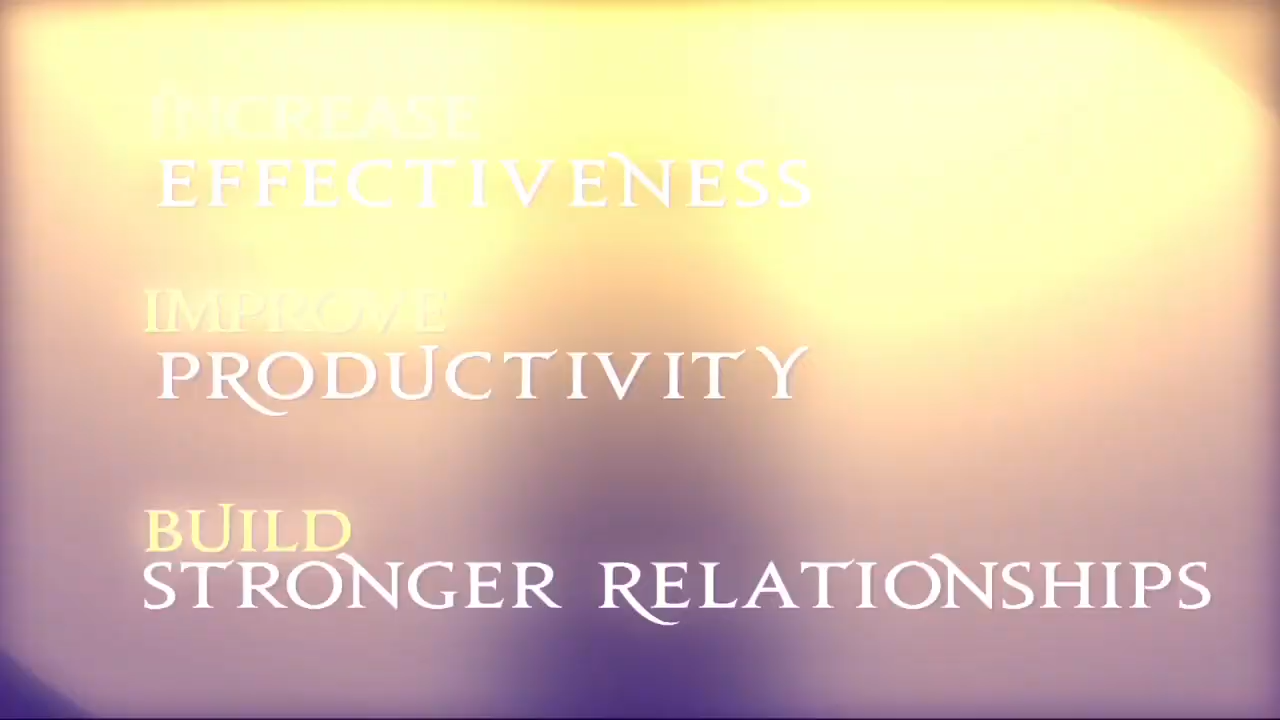 INCREASE
EFFECTIVENESS
IMPROVE
PRODUCTIVITY
BUILD
STRONGER RELATIONSHIPS